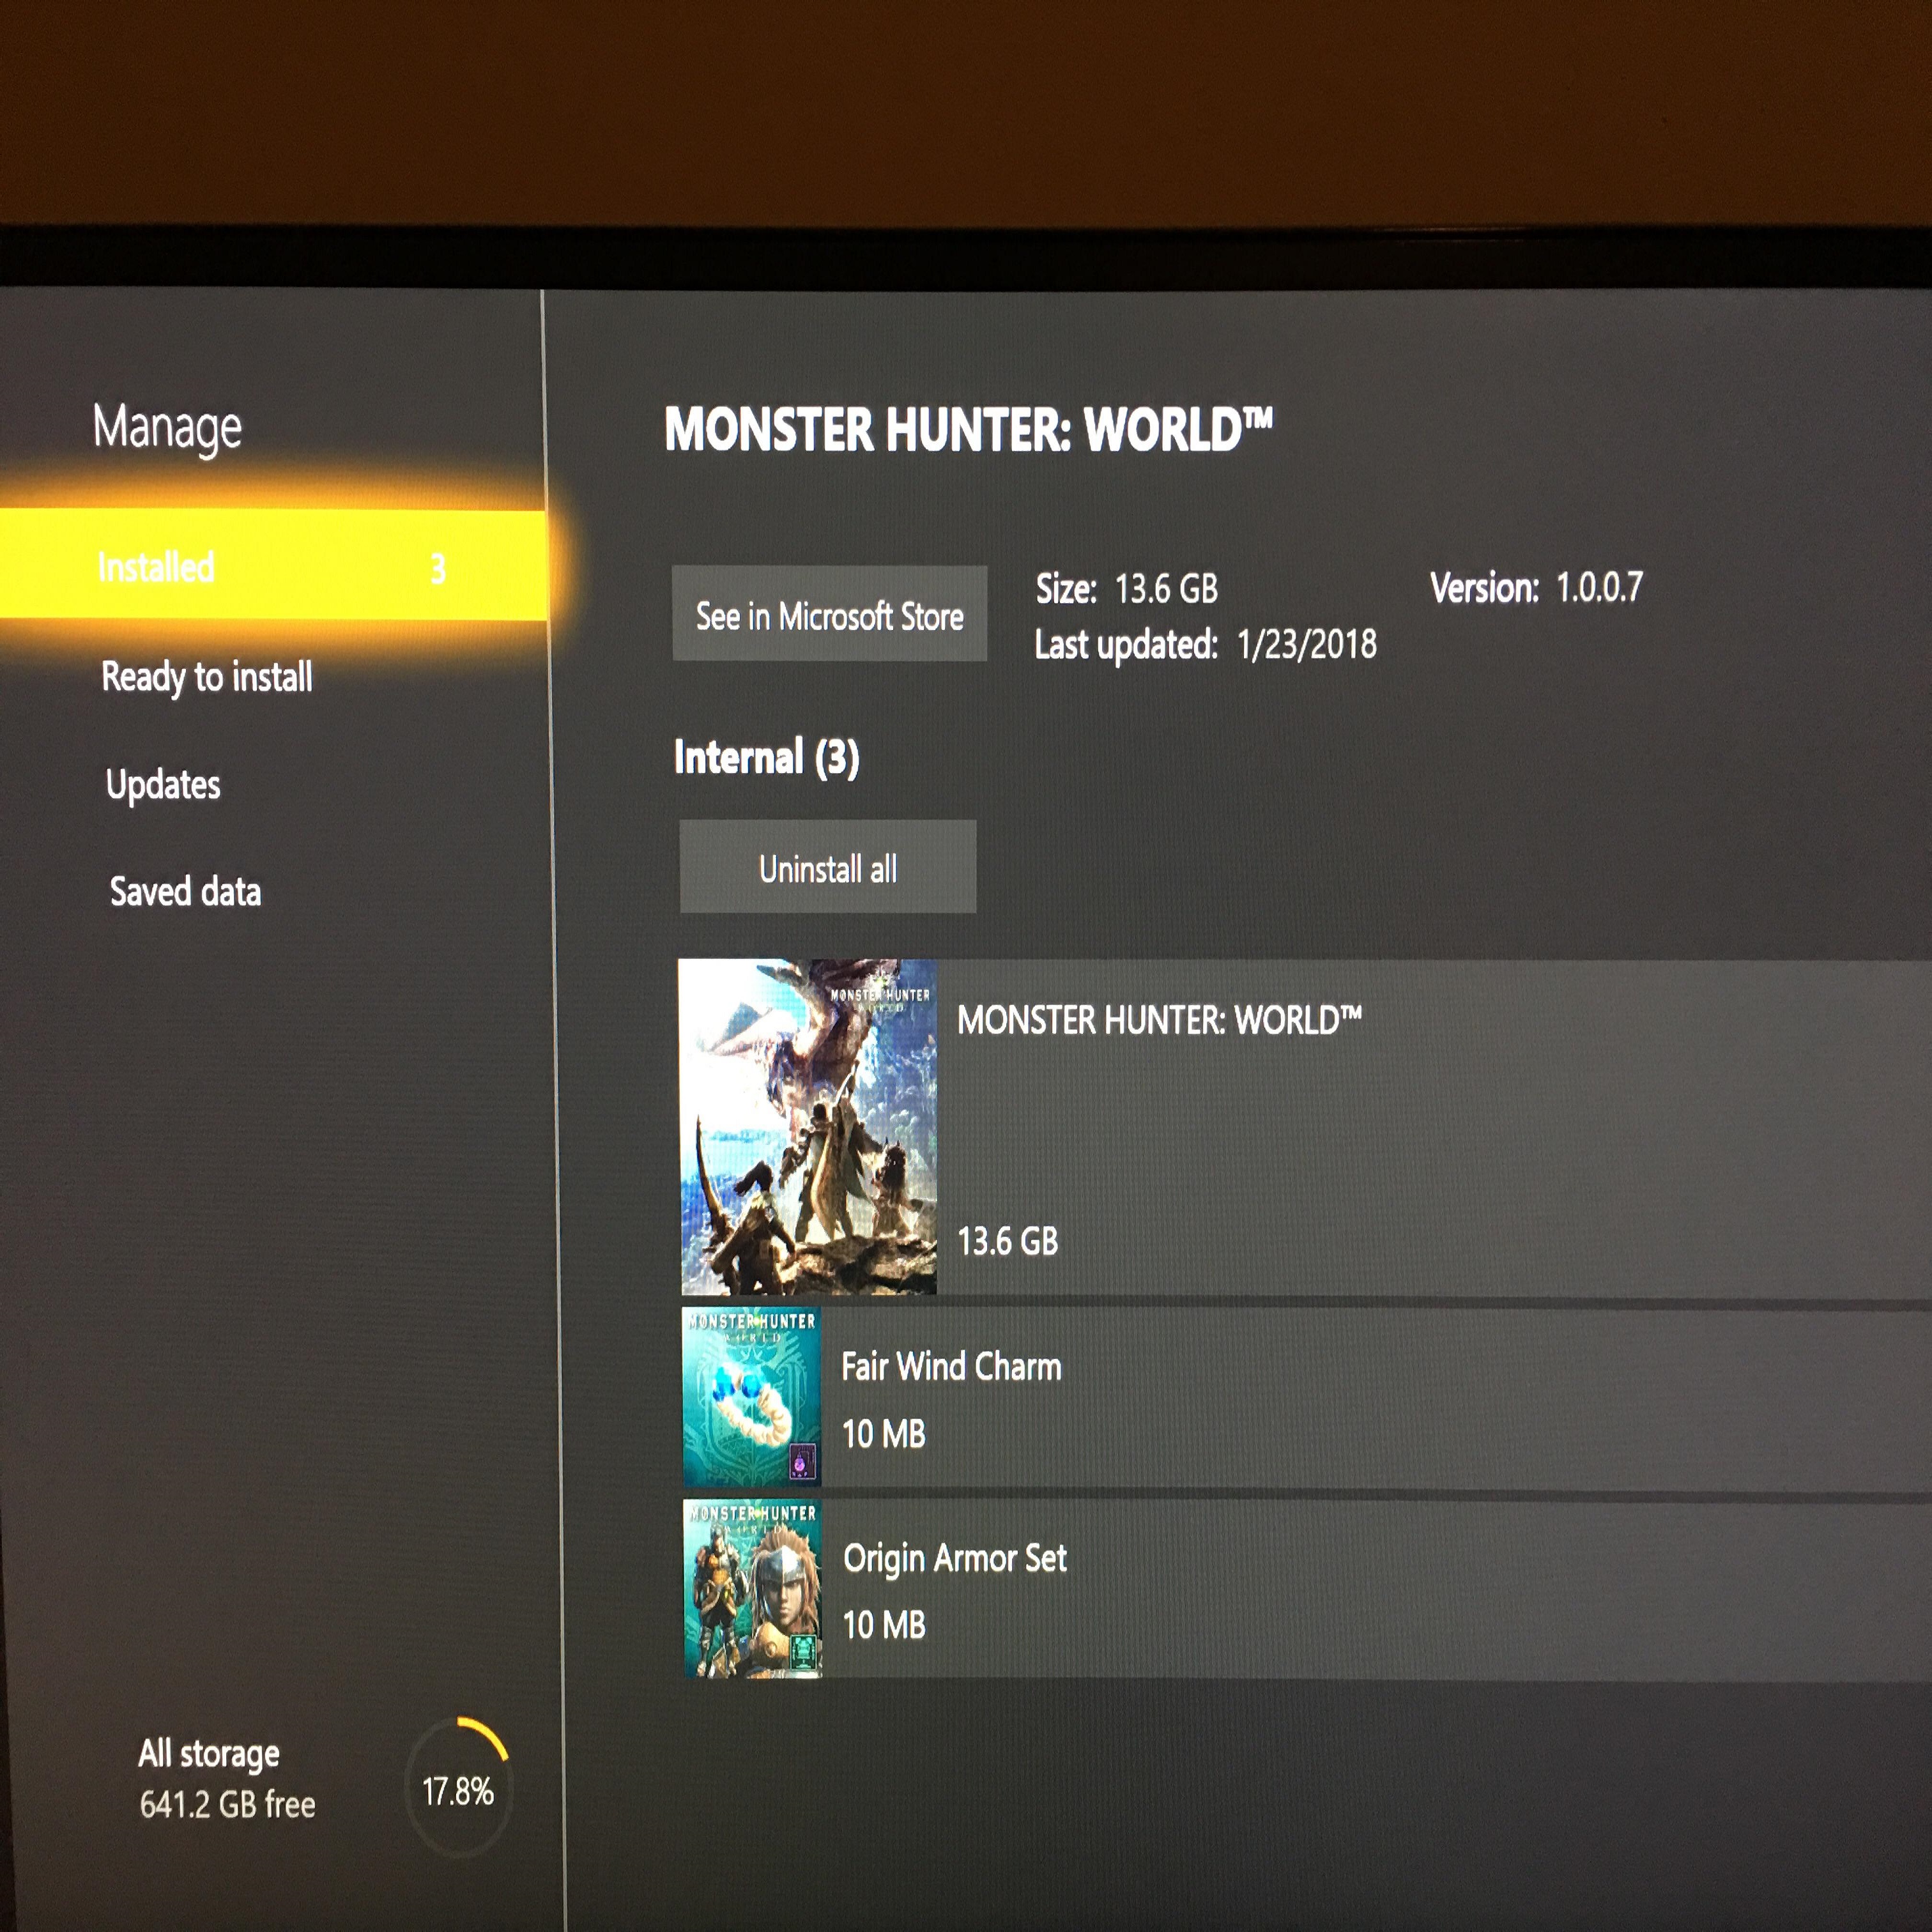 Manage
Installed 3
Ready to install
Updates
Saved data
All storage
641.2 GB free
17.8%
MONSTER HUNTER: WORLD™
See in Microsoft Store
Size: 13.6 GB
Version: 1.0.0.7
Last updated: 1/23/2018
Internal (3)
Uninstall all
MONSTER HUNTER
WORLD
MONSTER HUNTER: WORLD™
13.6 GB
MONSTER HUNTER
WORLD
Fair Wind Charm
10 MB
MONSTER HUNTER
WORLD
Origin Armor Set
10 MB